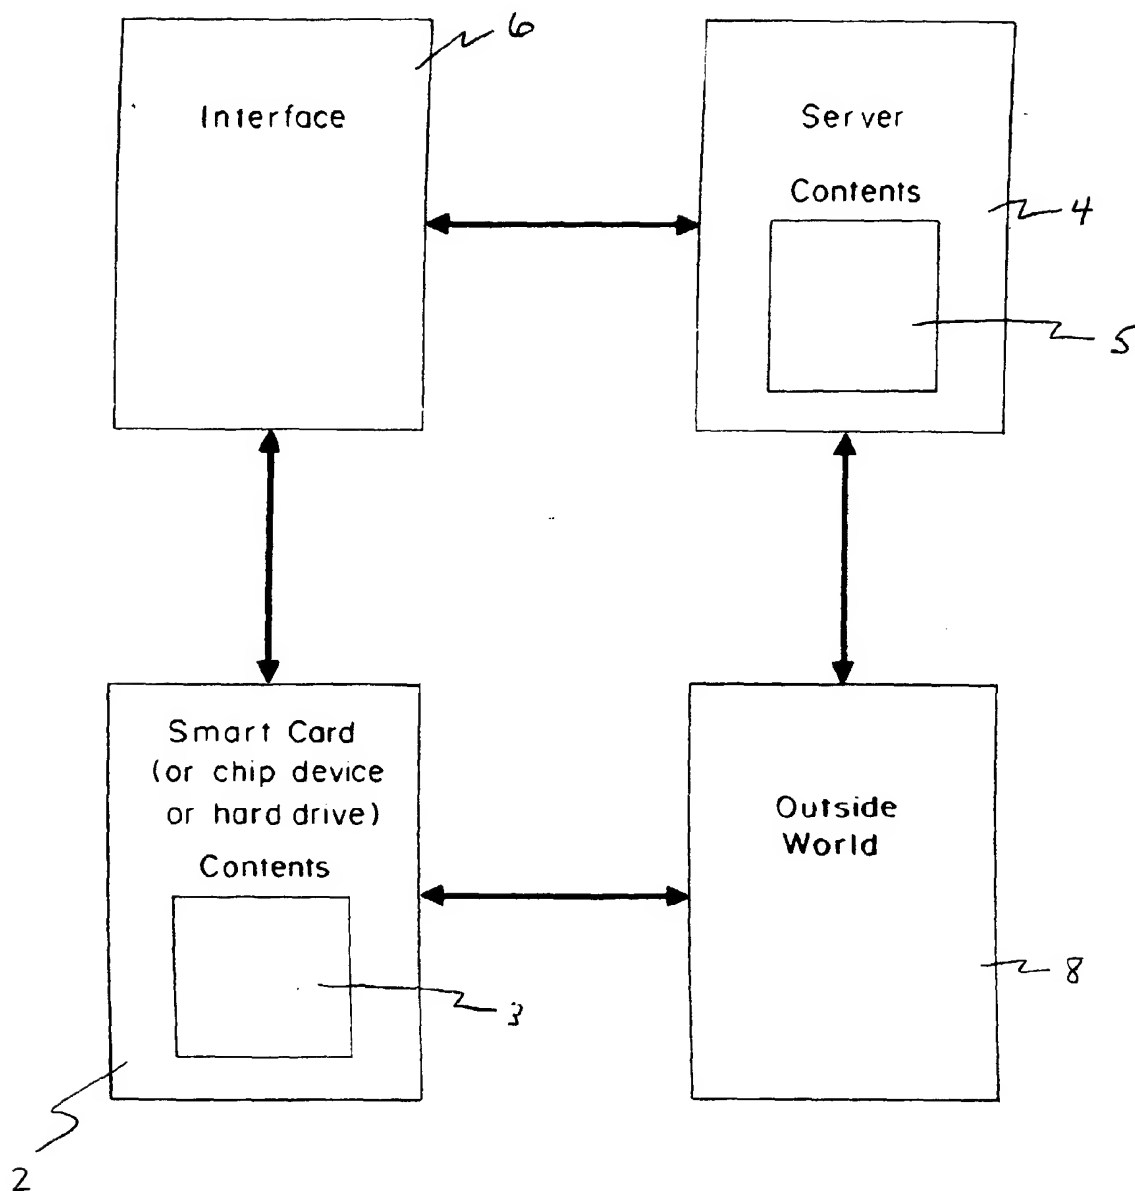 6
Interface
Server
Contents
4
5
Smart Card
(or chip device
or hard drive)
Contents
3
2
Outside
World
8